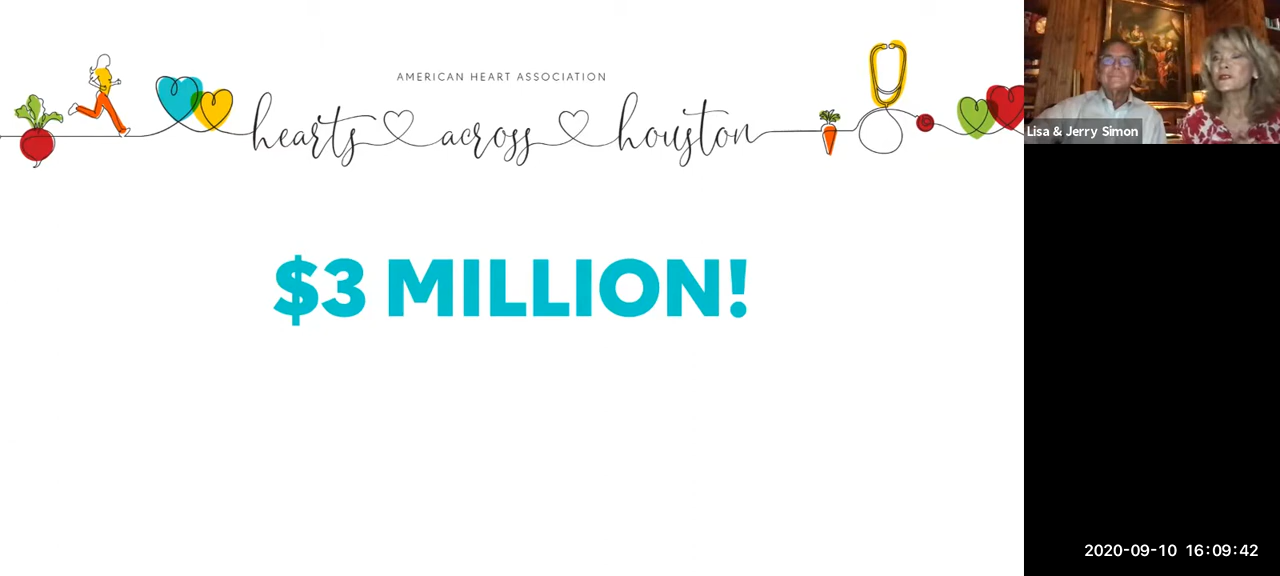 AMERICAN HEART ASSOCIATION
hearts across houston
$3 MILLION!
Lisa & Jerry Simon
2020-09-10 16:09:42